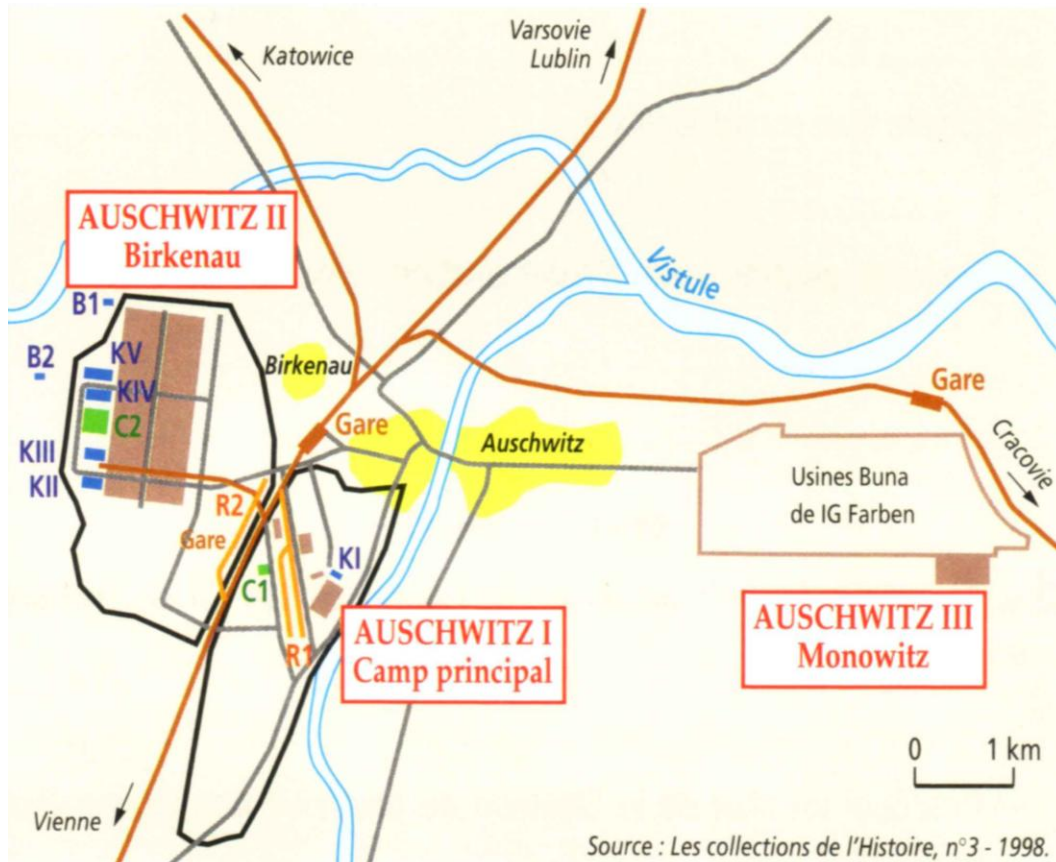 Katowice
Varsovie
Lublin
AUSCHWITZ II
Birkenau
Vistule
B1
B2
KV
KIV
C2
KIII
KII
Birkenau
Gare
Auschwitz
Gare
Cracovie
Usines Buna
de IG Farben
R2
Gare
C1
KI
R1
AUSCHWITZ I
Camp principal
AUSCHWITZ III
Monowitz
0 1 km
Vienne
Source : Les collections de l'Histoire, n°3 - 1998.